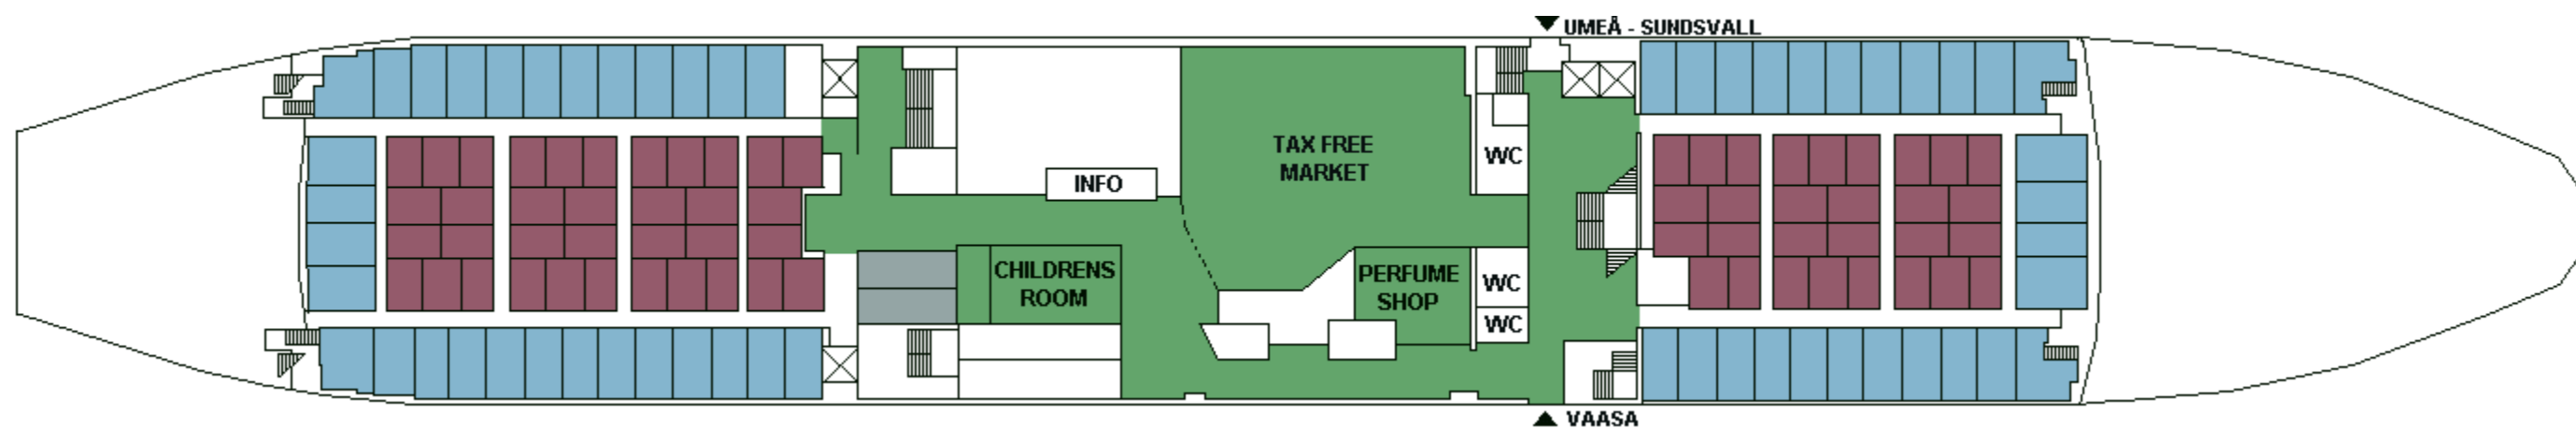 UMEÅ - SUNDSVALL
TAX FREE
MARKET
WC
INFO
CHILDRENS
ROOM
PERFUME
SHOP
WC
WC
VAASA